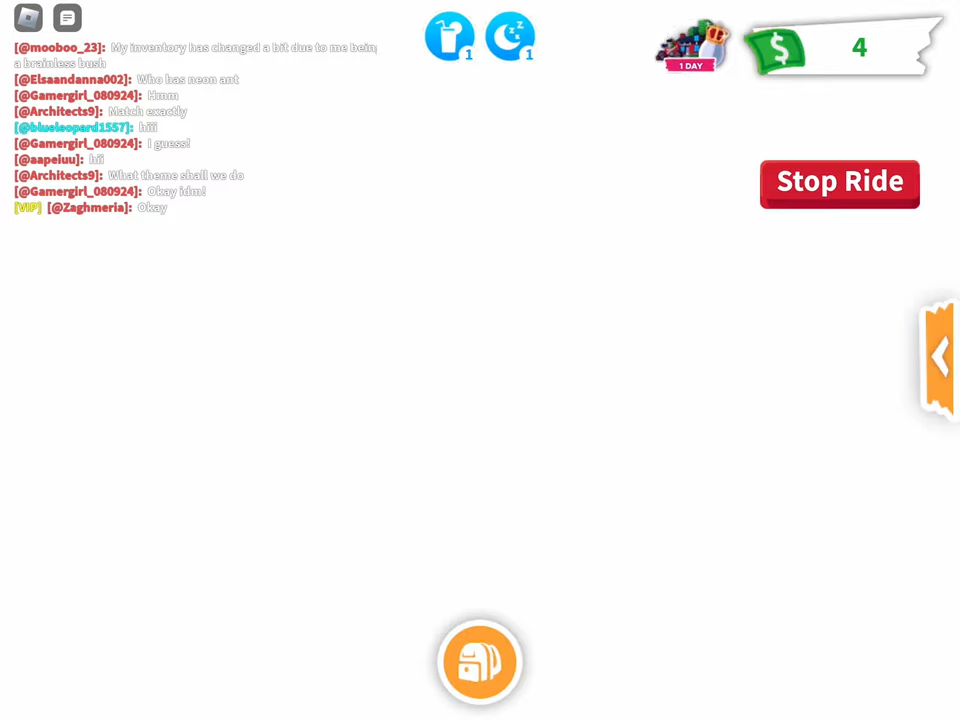 [@mooboo_23]: My inventory has changed a bit due to me being
a brainless bush
[@Elsaandanna002]: Who bas neon ant
[@Gamergirl_080924]: Hmm
[@Architects9]: Match exactly
[@blueleopard1557]: hiii
[@Gamergirl_080924]: I guess!
[@aapeiuu]: hii
[@Architects9]: What theme shall we do
[@Gamergirl_080924]: Okay idm!
[VIP] [@Zaghmeria]: Okay
1
Z Z Z
1
1 DAY
$ 4
Stop Ride